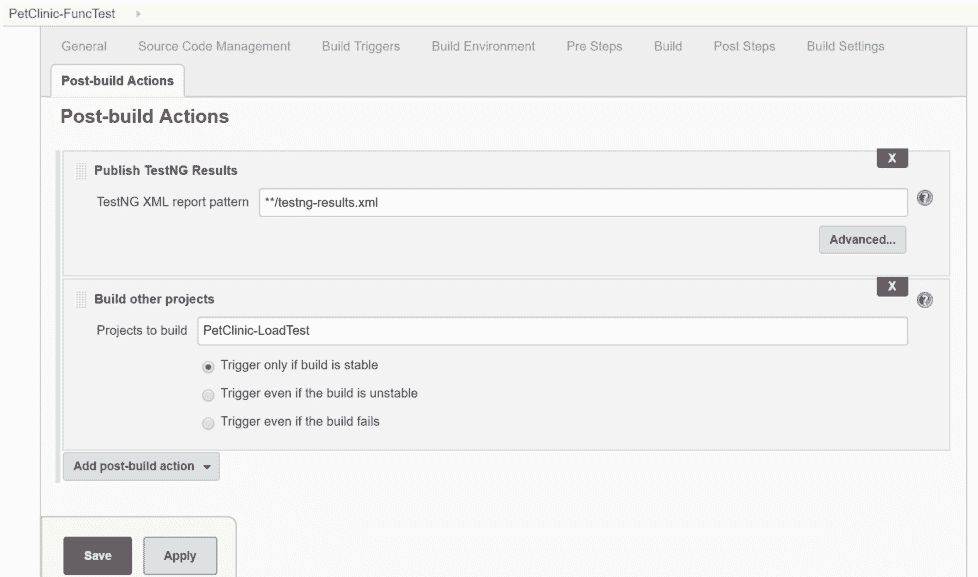 PetClinic-FuncTest
General Source Code Management Build Triggers Build Environment Pre Steps Build Post Steps Build Settings
Post-build Actions
Post-build Actions
X
Publish TestNG Results
TestNG XML report pattern **/testng-results.xml ?
Advanced...
X
Build other projects ?
Projects to build PetClinic-LoadTest
Trigger only if build is stable
Trigger even if the build is unstable
Trigger even if the build fails
Add post-build action
Save Apply